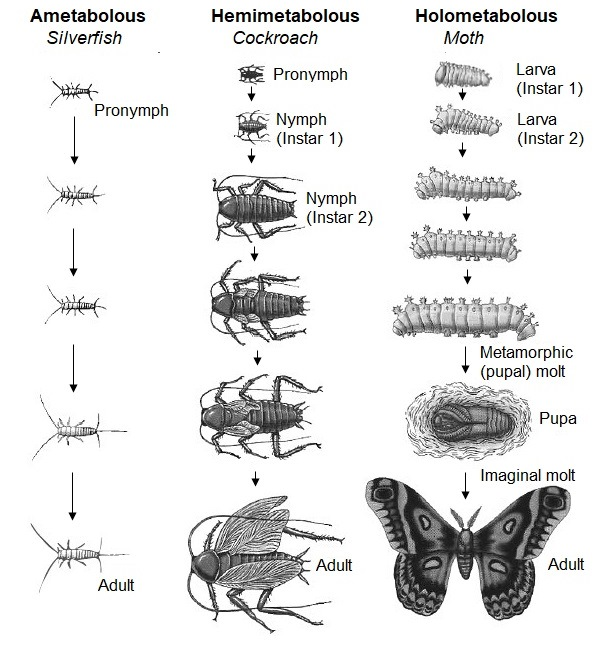 Ametabolous
Silverfish
Pronymph
Adult
Hemimetabolous
Cockroach
Pronymph
Nymph
(Instar 1)
Nymph
(Instar 2)
Adult
Holometabolous
Moth
Larva
(Instar 1)
Larva
(Instar 2)
Metamorphic
(pupal) molt
Pupa
Imaginal molt
Adult